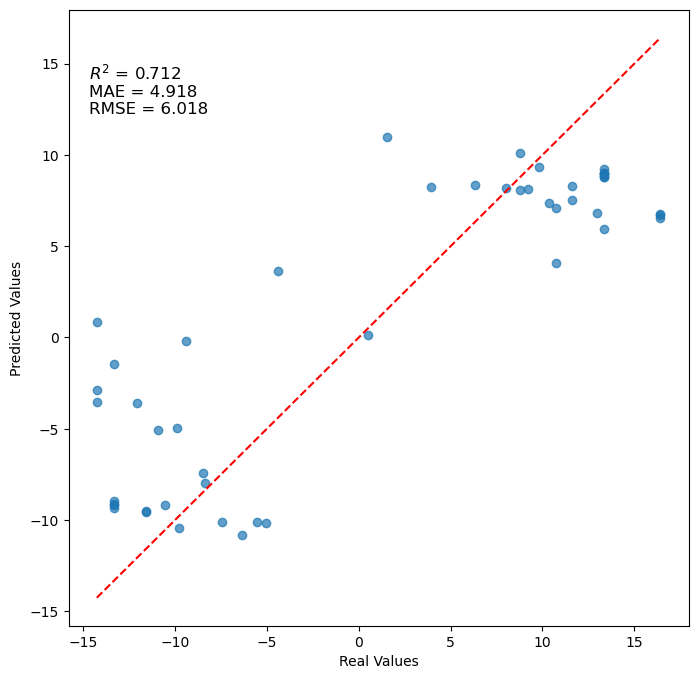 R² = 0.712
MAE = 4.918
RMSE = 6.018
15
10
5
0
−5
−10
−15
Predicted Values
−15 −10 −5 0 5 10 15
Real Values